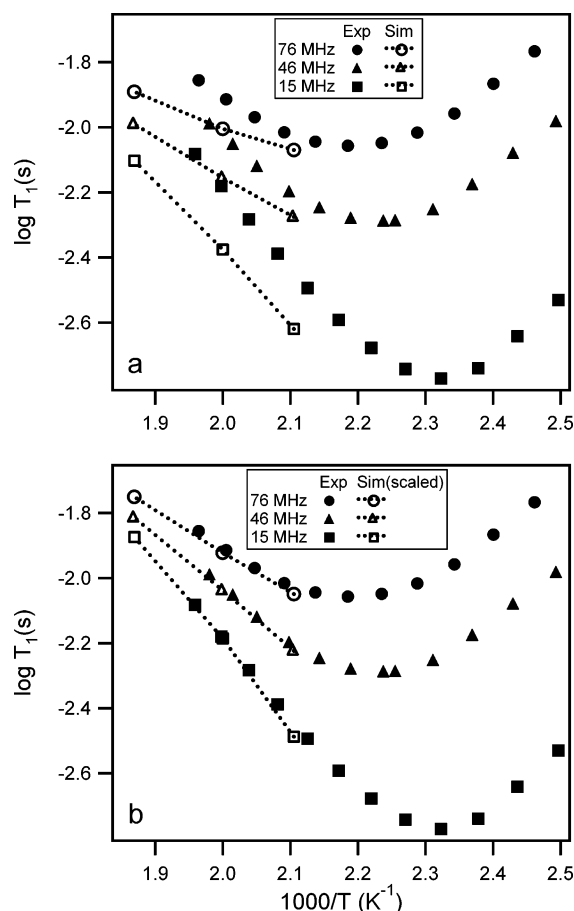 Exp Sim
76 MHz
46 MHz
15 MHz
-1.8
-2.0
-2.2
-2.4
-2.6
log T1(s)
a
1.9 2.0 2.1 2.2 2.3 2.4 2.5
Exp Sim(scaled)
76 MHz
46 MHz
15 MHz
-1.8
-2.0
-2.2
-2.4
-2.6
log T1(s)
b
1.9 2.0 2.1 2.2 2.3 2.4 2.5
1000/T (K-1)